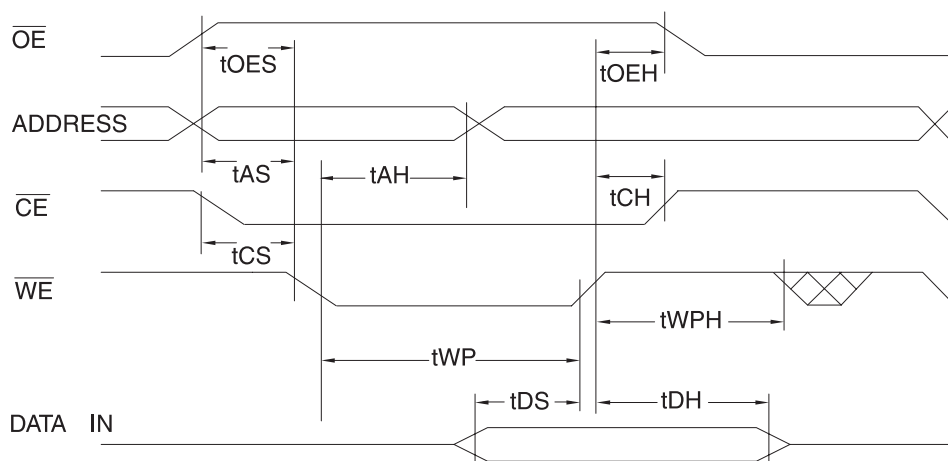 OE
tOES
tOEH
ADDRESS
tAS
tAH
tCH
CE
tCS
WE
tWPH
tWP
tDS
tDH
DATA IN